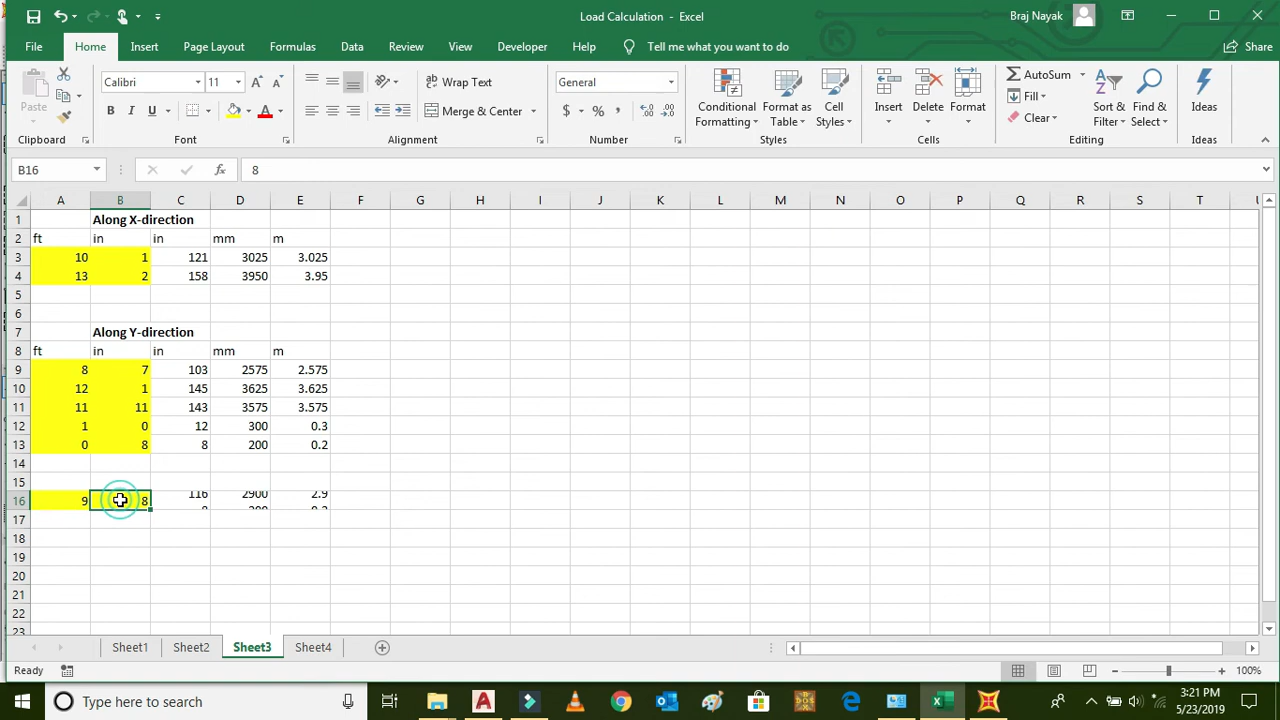 Load Calculation - Excel
Braj Nayak
File Home Insert Page Layout Formulas Data Review View Developer Help Tell me what you want to do Share
Paste
Calibri 11
Wrap Text
General
Merge & Center
$ % ,
Conditional Formatting
Format as Table
Cell Styles
Insert
Delete
Format
AutoSum
Fill
Clear
Sort & Filter
Find & Select
Ideas
B I U
Clipboard Font Alignment Number Styles Cells Editing Ideas
B16 fx 8
A B C D E F G H I J K L M N O P Q R S T U
1 Along X-direction
2 ft in in mm m
3 10 1 121 3025 3.025
4 13 2 158 3950 3.95
5
6
7 Along Y-direction
8 ft in in mm m
9 8 7 103 2575 2.575
10 12 1 145 3625 3.625
11 11 11 143 3575 3.575
12 1 0 12 300 0.3
13 0 8 8 200 0.2
14
15
16 9 8 116 2900 2.9
17
18
19
20
21
22
23
Sheet1 Sheet2 Sheet3 Sheet4
Ready
100%
Type here to search
3:21 PM
5/23/2019